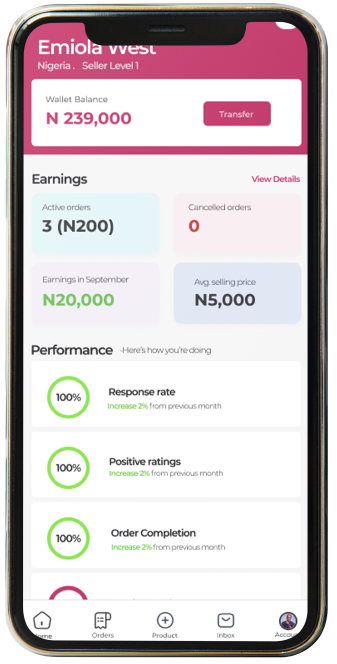 Emiola West
Nigeria . Seller Level 1
Wallet Balance
N 239,000
Transfer
Earnings
View Details
Active orders
3 (N200)
Cancelled orders
0
Earnings in September
N20,000
Avg. selling price
N5,000
Performance -Here's how you're doing
100%
Response rate
Increase 2% from previous month
100%
Positive ratings
Increase 2% from previous month
100%
Order Completion
Increase 2% from previous month
Home
Orders
Product
Inbox
Accou